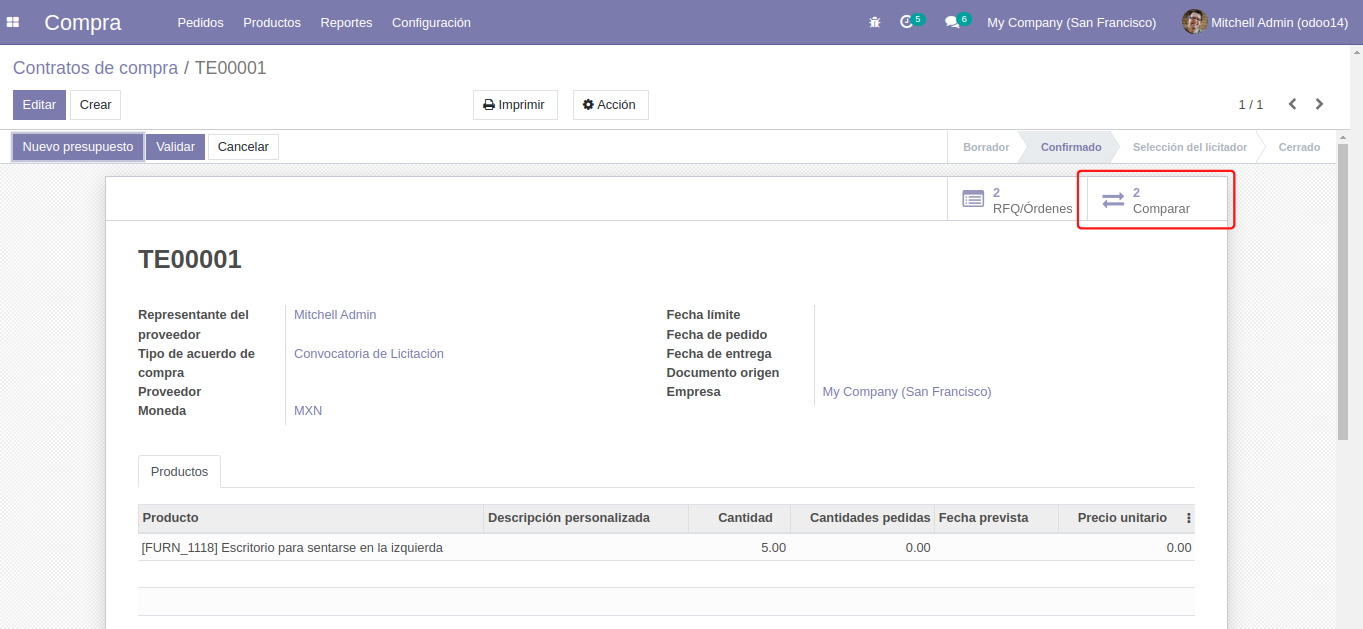 Compra Pedidos Productos Reportes Configuración 5 6 My Company (San Francisco) Mitchell Admin (odoo14)
Contratos de compra / TE00001
Editar Crear Imprimir Acción 1 / 1
Nuevo presupuesto Validar Cancelar Borrador Confirmado Selección del licitador Cerrado
2 RFQ/Órdenes
2 Comparar
TE00001
Representante del proveedor Mitchell Admin
Tipo de acuerdo de compra Convocatoria de Licitación
Proveedor
Moneda MXN
Fecha límite
Fecha de pedido
Fecha de entrega
Documento origen
Empresa My Company (San Francisco)
Productos
Producto Descripción personalizada Cantidad Cantidades pedidas Fecha prevista Precio unitario
[FURN_1118] Escritorio para sentarse en la izquierda 5.00 0.00 0.00